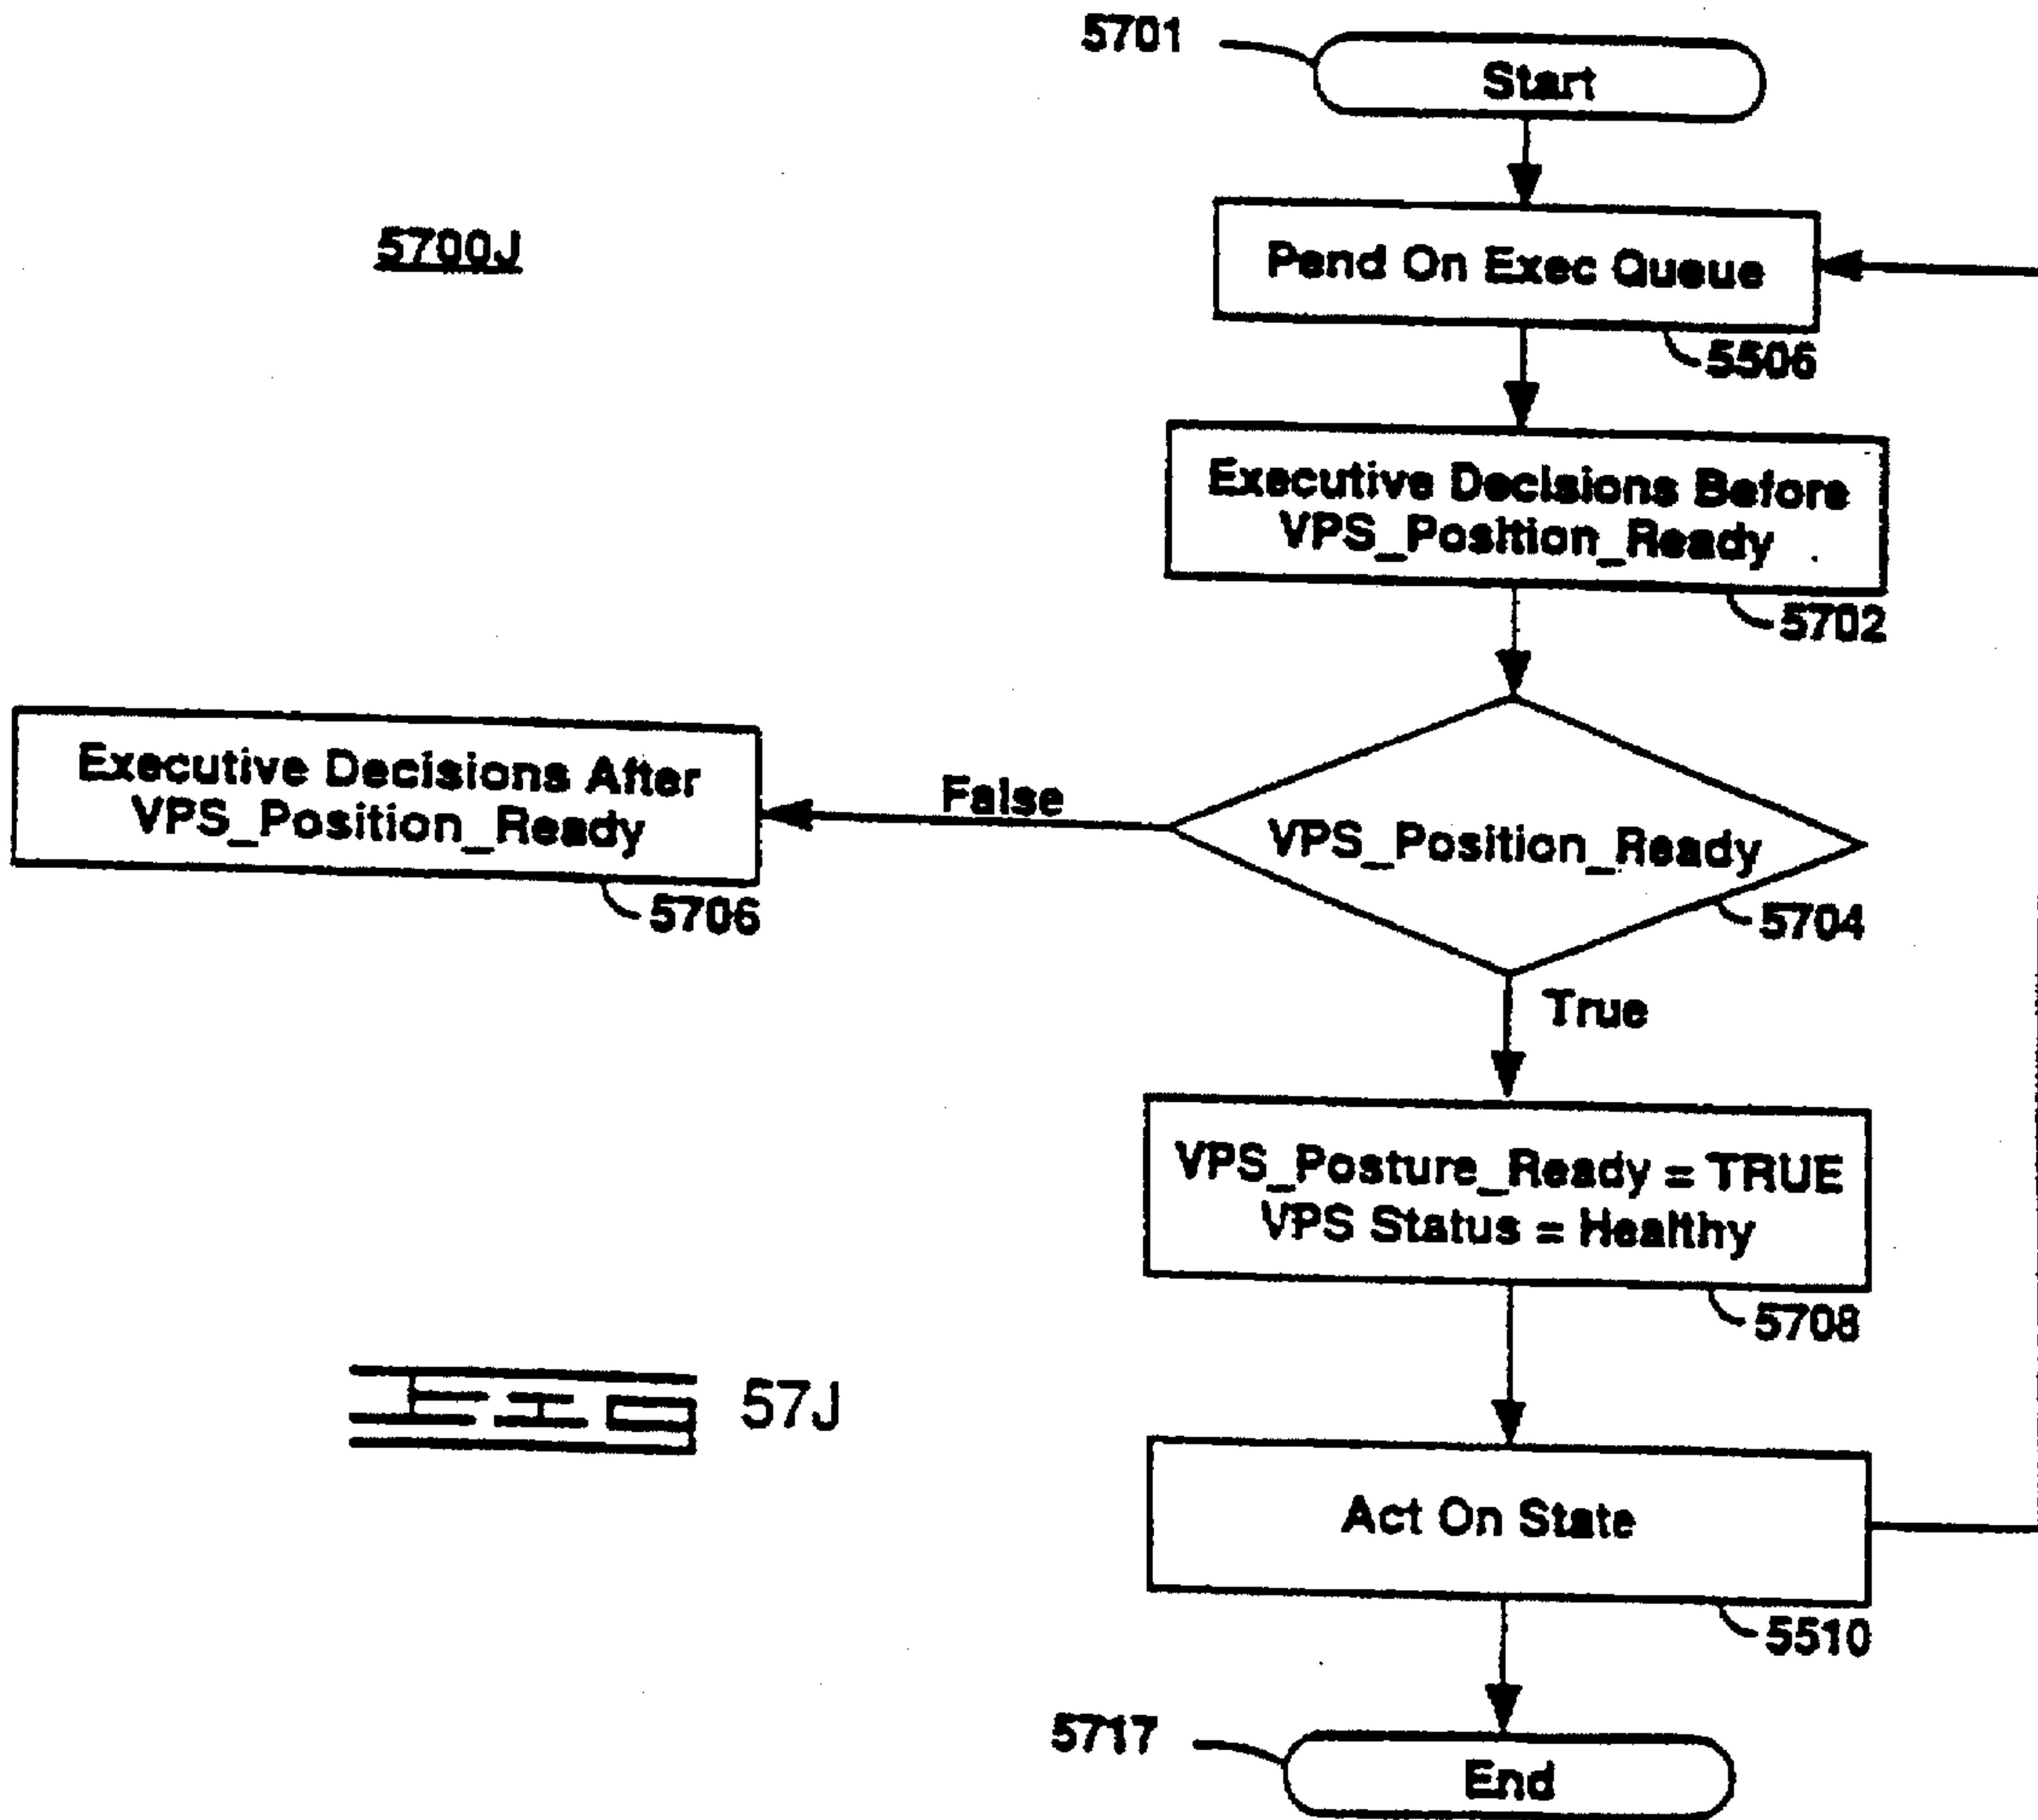 5701
Start
5700J
Pend On Exec Queue
5506
Executive Decisions Before
VPS_Position_Ready
5702
Executive Decisions After
VPS_Position_Ready
5706
False
VPS_Position_Ready
5704
True
VPS_Posture_Ready = TRUE
VPS Status = Healthy
5708
FIG 57J
Act On State
5510
5717
End